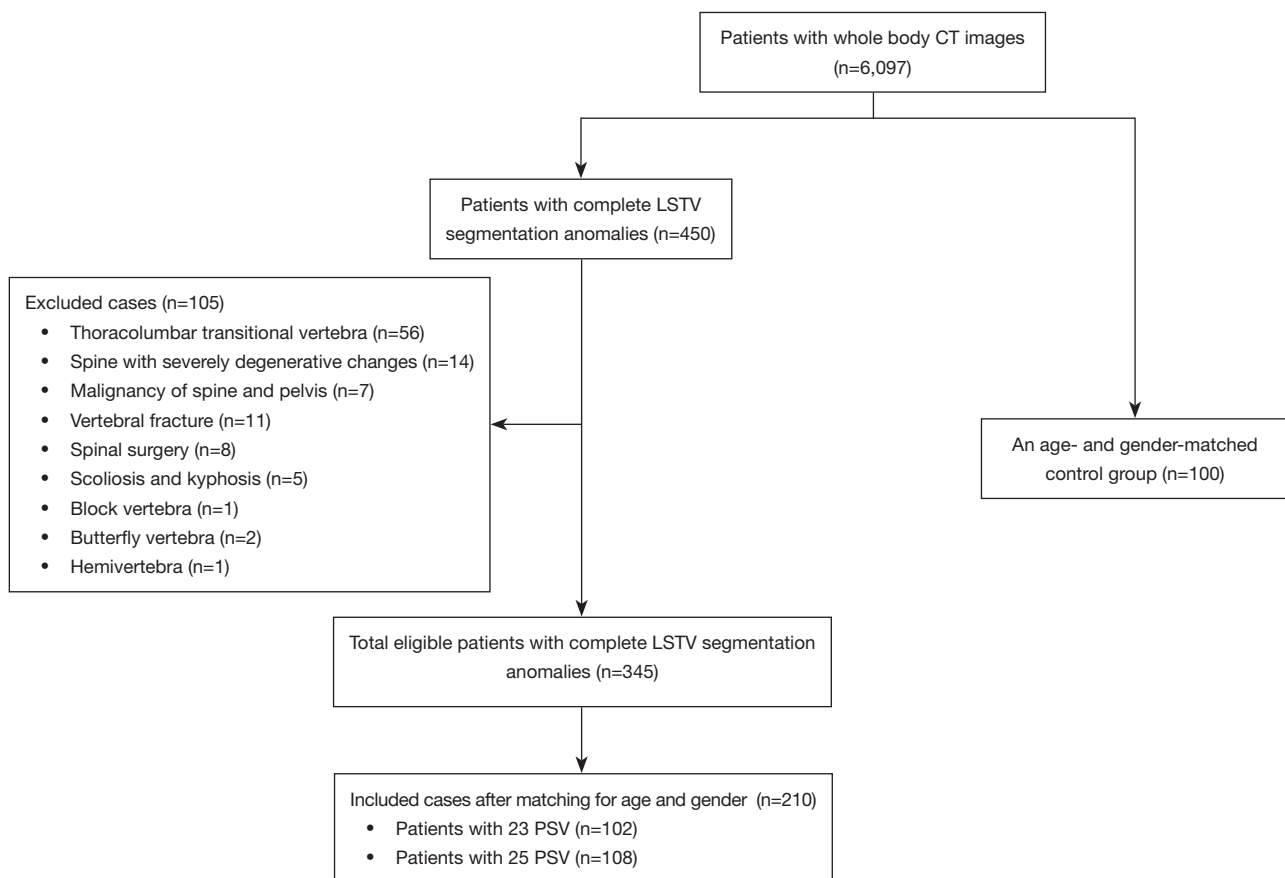 Patients with whole body CT images
(n=6,097)
Patients with complete LSTV
segmentation anomalies (n=450)
Excluded cases (n=105)
• Thoracolumbar transitional vertebra (n=56)
• Spine with severely degenerative changes (n=14)
• Malignancy of spine and pelvis (n=7)
• Vertebral fracture (n=11)
• Spinal surgery (n=8)
• Scoliosis and kyphosis (n=5)
• Block vertebra (n=1)
• Butterfly vertebra (n=2)
• Hemivertebra (n=1)
An age- and gender-matched
control group (n=100)
Total eligible patients with complete LSTV segmentation
anomalies (n=345)
Included cases after matching for age and gender (n=210)
• Patients with 23 PSV (n=102)
• Patients with 25 PSV (n=108)